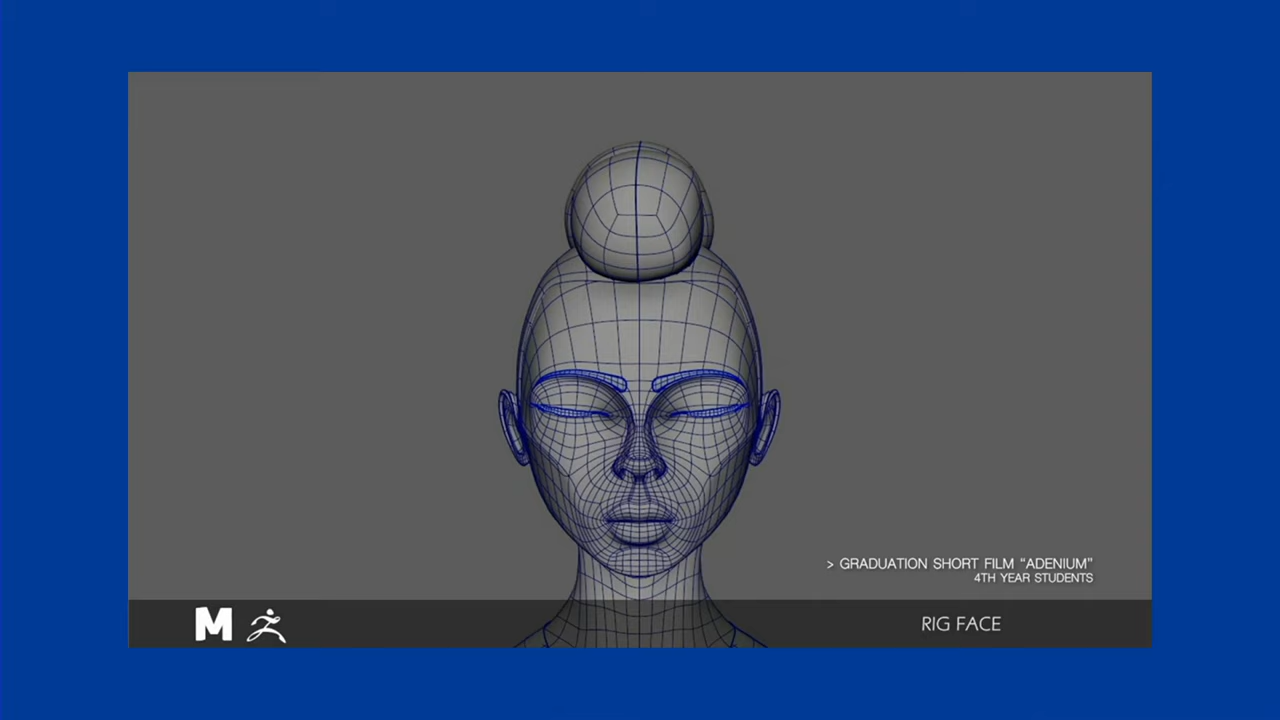 > GRADUATION SHORT FILM “ADENIUM”
4TH YEAR STUDENTS
M
RIG FACE